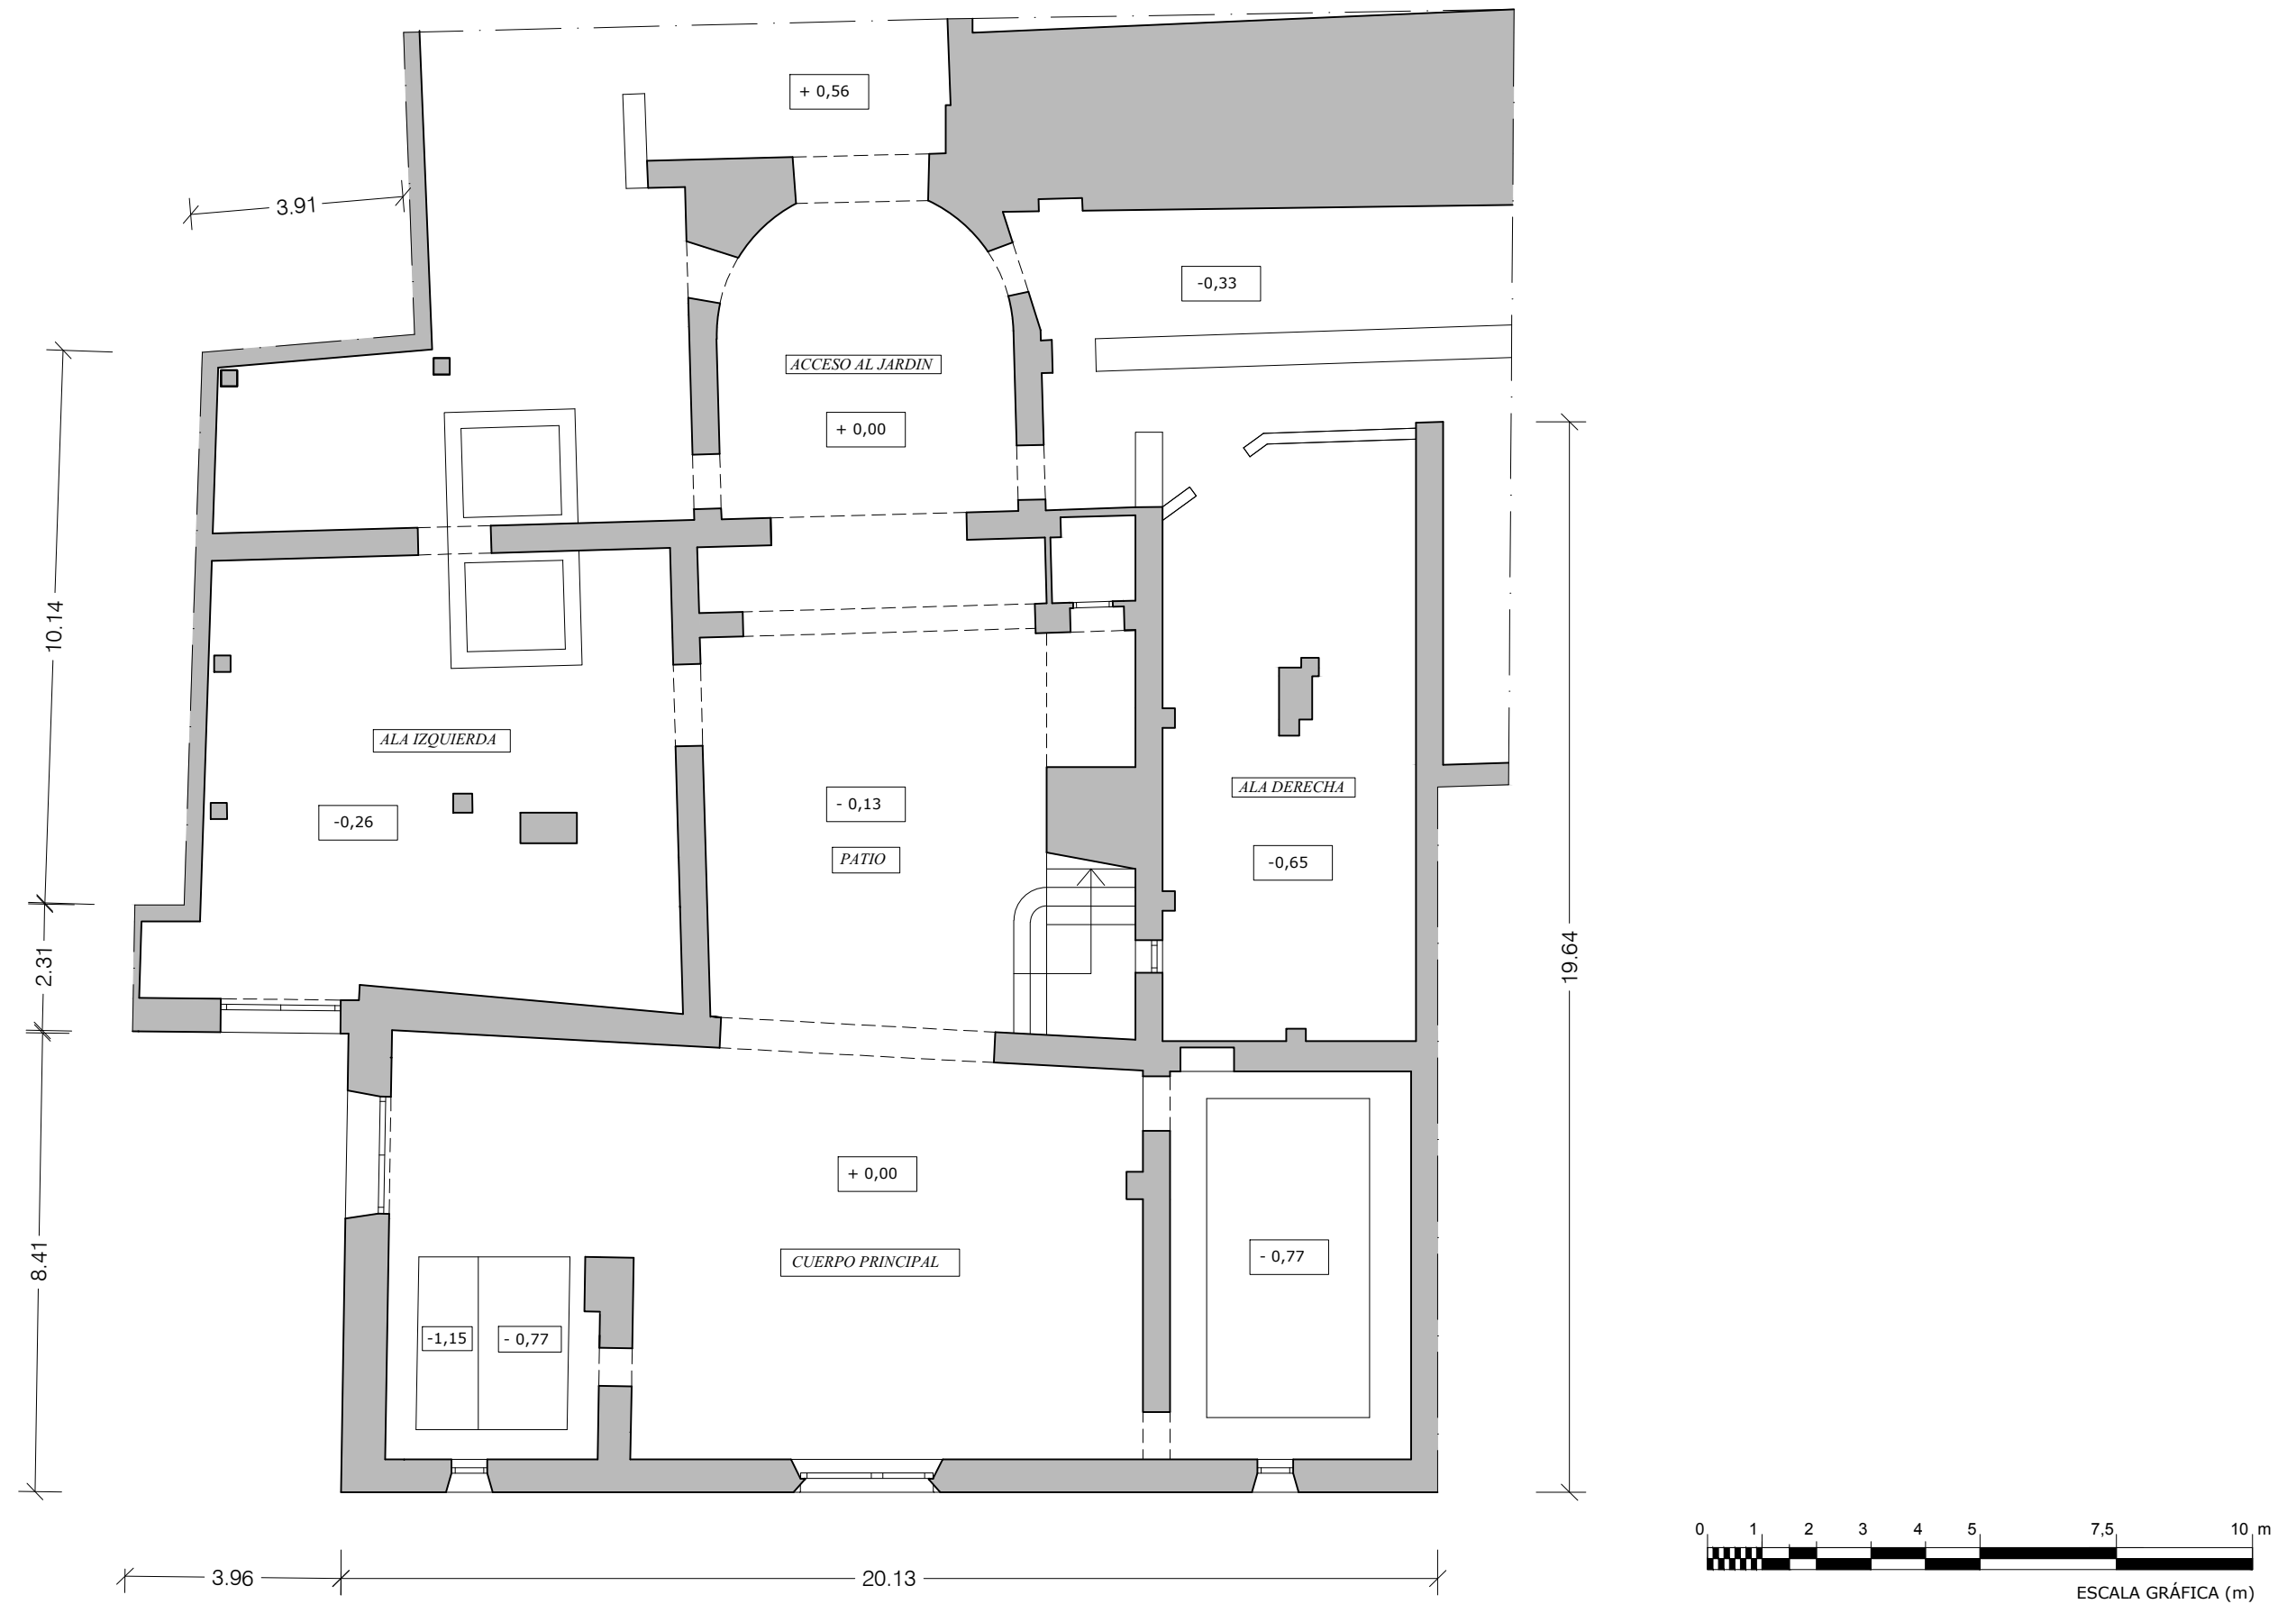 + 0,56
3.91
-0,33
ACCESO AL JARDIN
+ 0,00
10.14
ALA IZQUIERDA
-0,26
- 0,13
PATIO
ALA DERECHA
-0,65
2.31
19.64
8.41
+ 0,00
CUERPO PRINCIPAL
- 0,77
-1,15
- 0,77
3.96
20.13
0 1 2 3 4 5 7,5 10 m
ESCALA GRÁFICA (m)